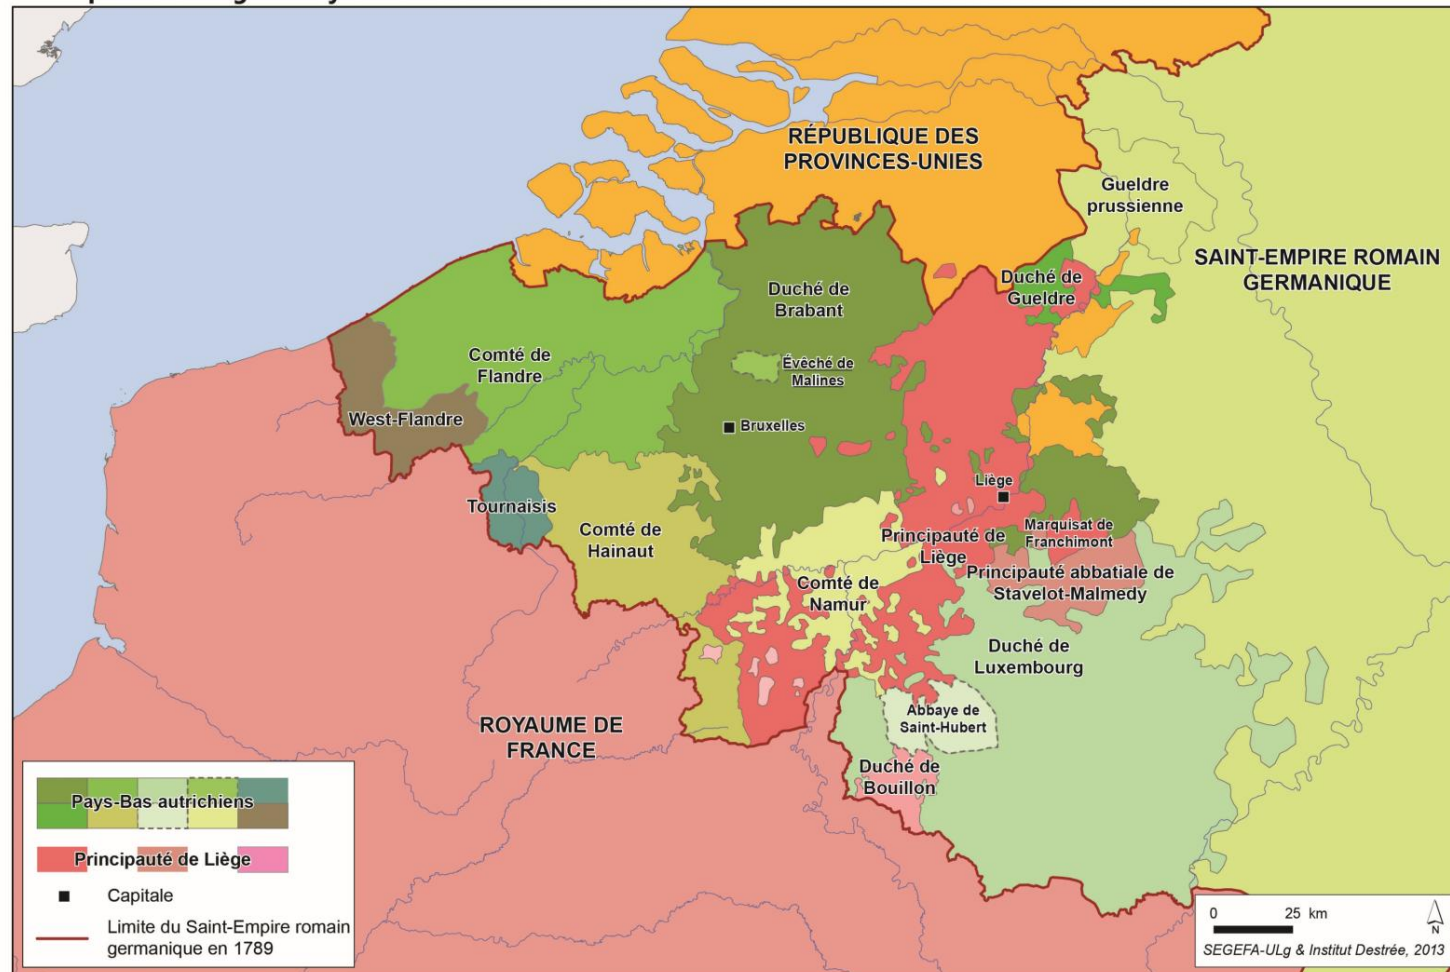 RÉPUBLIQUE DES
PROVINCES-UNIES
Gueldre
prussienne
SAINT-EMPIRE ROMAIN
GERMANIQUE
Duché de
Gueldre
Duché de
Brabant
Comté de
Flandre
Évêché de
Malines
West-Flandre
Bruxelles
Liège
Tournaisis
Comté de
Hainaut
Principauté de
Liège
Marquisat de
Franchimont
Principauté abbatiale de
Stavelot-Malmedy
Comté de
Namur
Duché de
Luxembourg
Abbaye de
Saint-Hubert
ROYAUME DE
FRANCE
Duché de
Bouillon
Pays-Bas autrichiens
Principauté de Liège
Capitale
Limite du Saint-Empire romain
germanique en 1789
0 25 km
N
SEGEFA-ULg & Institut Destrée, 2013